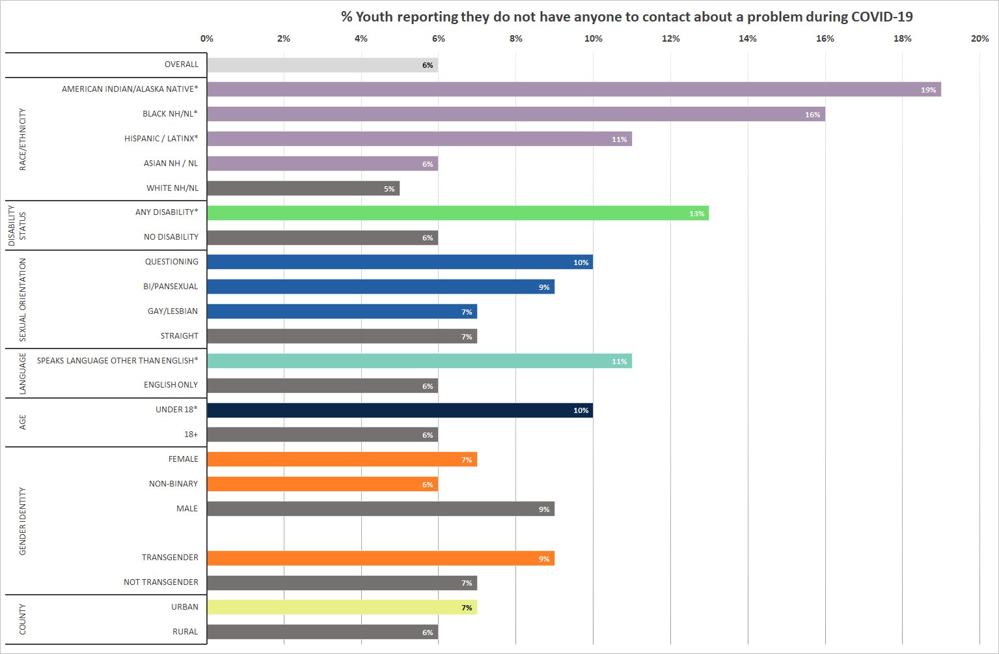 % Youth reporting they do not have anyone to contact about a problem during COVID-19
0% 2% 4% 6% 8% 10% 12% 14% 16% 18% 20%
OVERALL 6%
RACE/ETHNICITY
AMERICAN INDIAN/ALASKA NATIVE* 19%
BLACK NH/NL* 16%
HISPANIC / LATINX* 11%
ASIAN NH / NL 6%
WHITE NH/NL 5%
DISABILITY
STATUS
ANY DISABILITY* 13%
NO DISABILITY 6%
SEXUAL ORIENTATION
QUESTIONING 10%
BI/PANSEXUAL 9%
GAY/LESBIAN 7%
STRAIGHT 7%
LANGUAGE
SPEAKS LANGUAGE OTHER THAN ENGLISH* 11%
ENGLISH ONLY 6%
AGE
UNDER 18* 10%
18+ 6%
GENDER IDENTITY
FEMALE 7%
NON-BINARY 6%
MALE 9%
TRANSGENDER 9%
NOT TRANSGENDER 7%
COUNTY
URBAN 7%
RURAL 6%